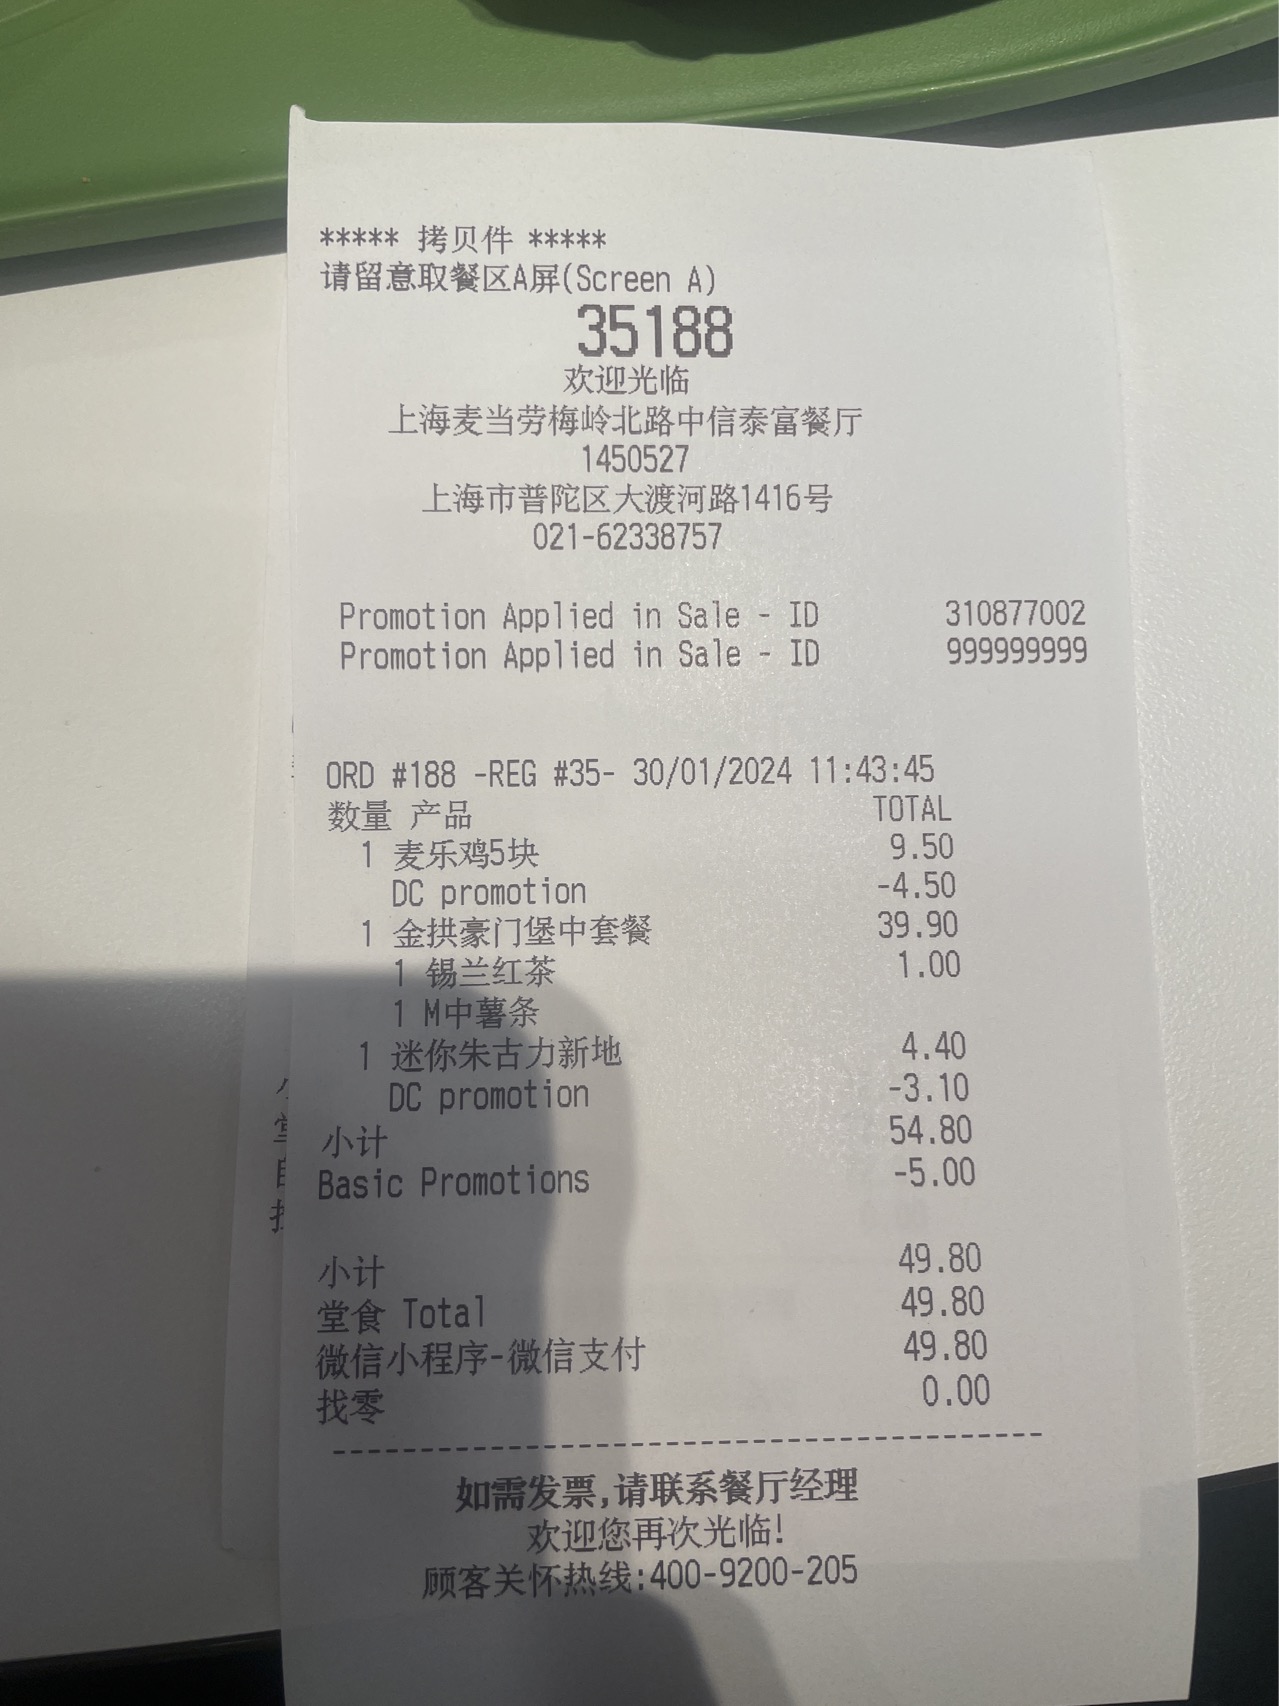 ***** 拷贝件 *****
请留意取餐区A屏(Screen A)
35188
欢迎光临
上海麦当劳梅岭北路中信泰富餐厅
1450527
上海市普陀区大渡河路1416号
021-62338757
Promotion Applied in Sale - ID 310877002
Promotion Applied in Sale - ID 999999999
ORD #188 -REG #35- 30/01/2024 11:43:45
数量 产品 TOTAL
1 麦乐鸡5块 9.50
DC promotion -4.50
1 金拱豪门堡中套餐 39.90
1 锡兰红茶 1.00
1 M中薯条
1 迷你朱古力新地 4.40
DC promotion -3.10
小计 54.80
Basic Promotions -5.00
小计 49.80
堂食 Total 49.80
微信小程序-微信支付 49.80
找零 0.00
如需发票,请联系餐厅经理
欢迎您再次光临!
顾客关怀热线:400-9200-205